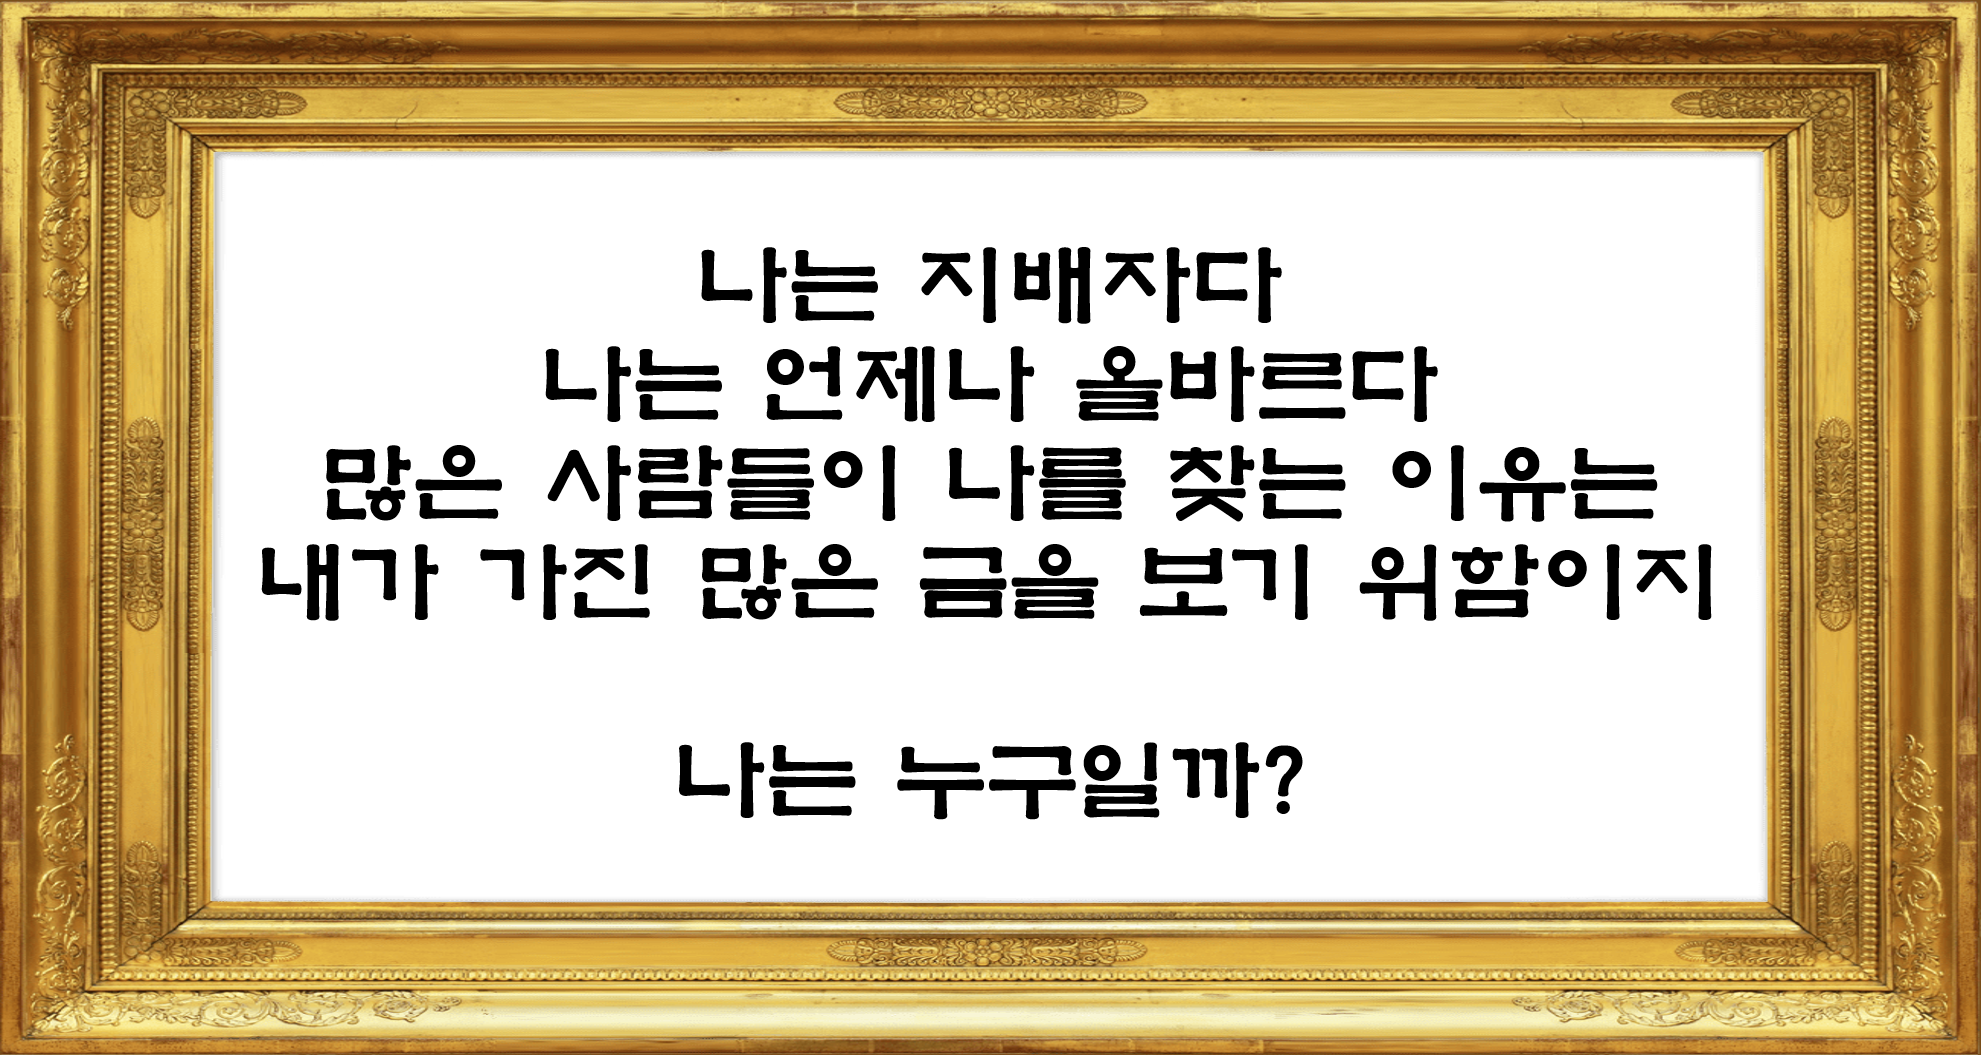 나는 지배자다
나는 언제나 올바르다
많은 사람들이 나를 찾는 이유는
내가 가진 많은 금을 보기 위함이지
나는 누구일까?